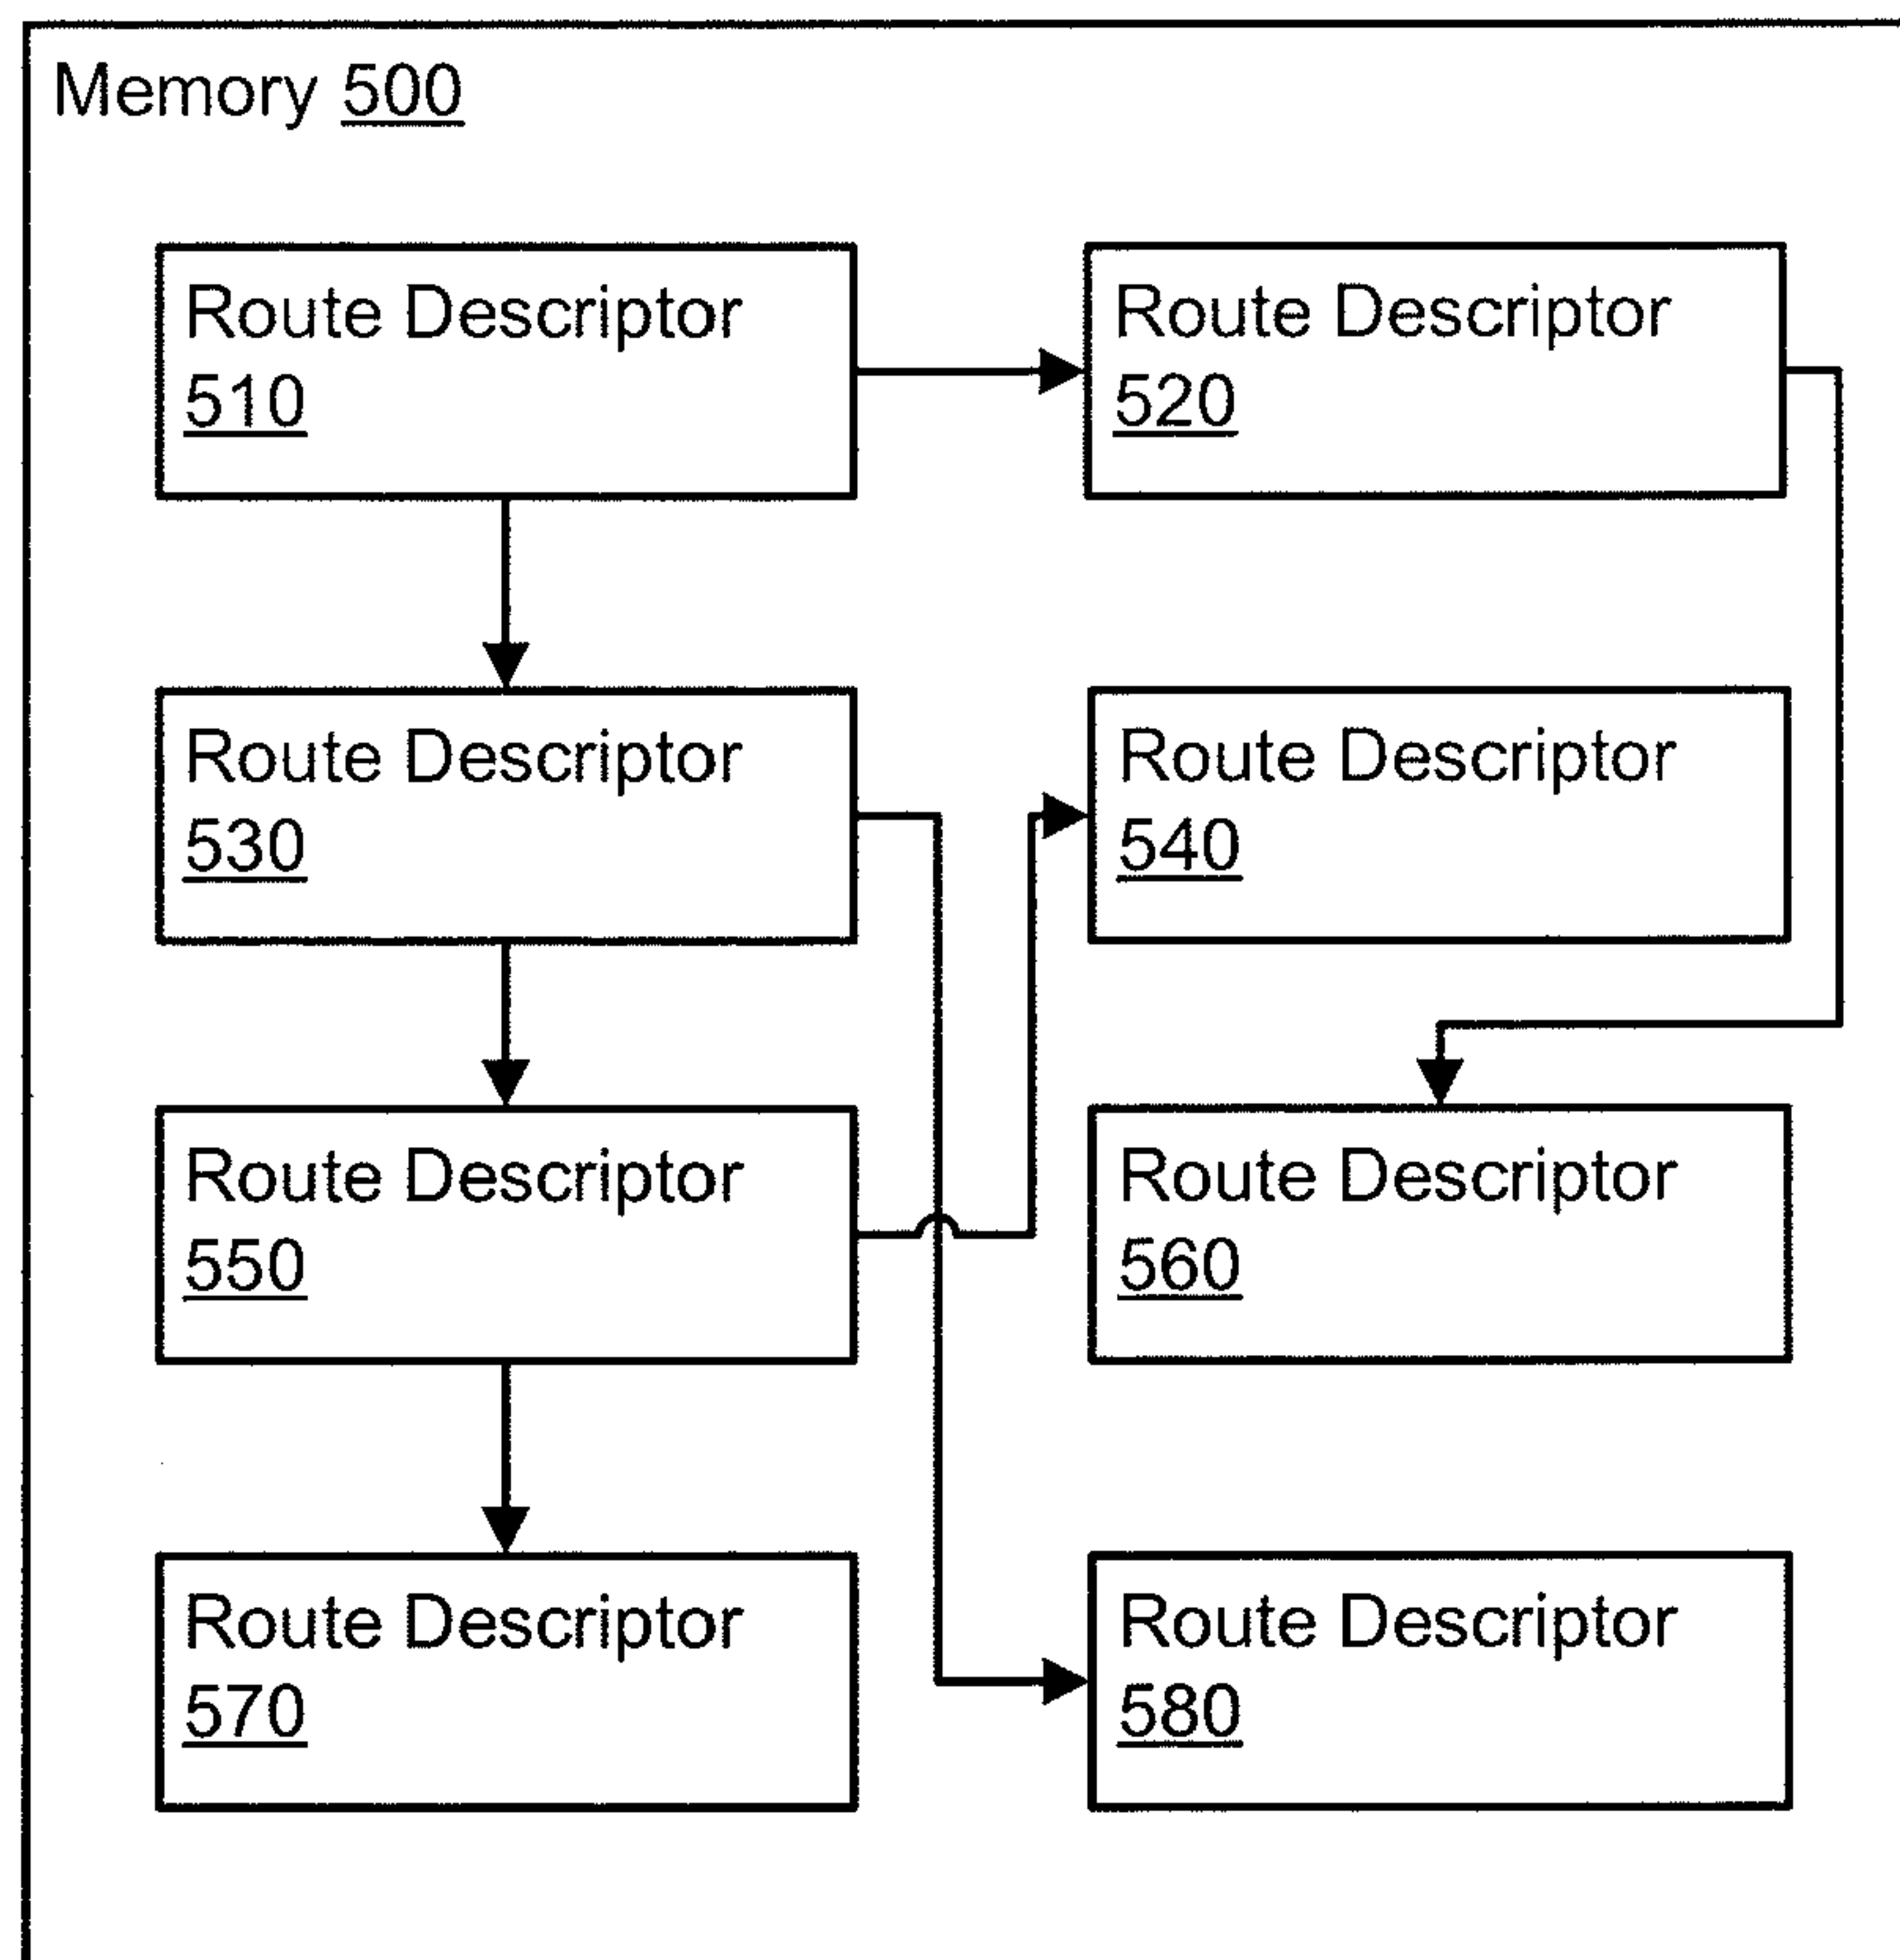 Memory 500
Route Descriptor
510
Route Descriptor
520
Route Descriptor
530
Route Descriptor
540
Route Descriptor
550
Route Descriptor
560
Route Descriptor
570
Route Descriptor
580